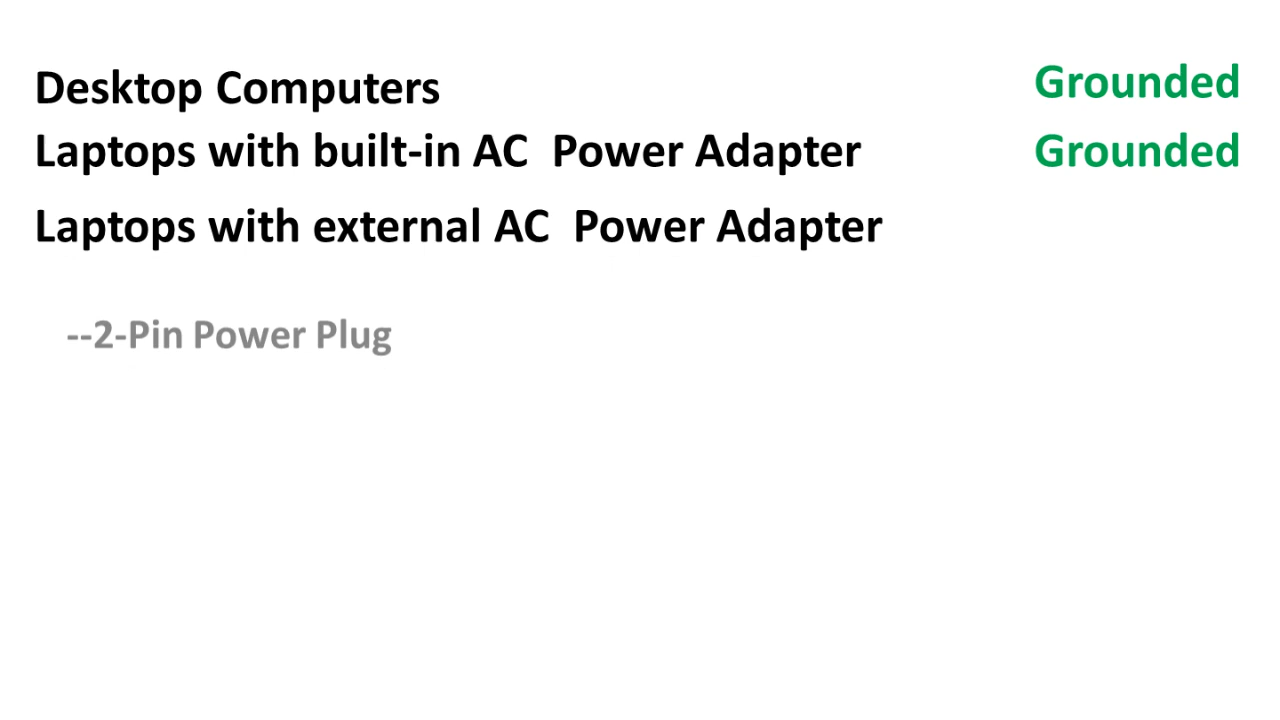 Desktop Computers Grounded
Laptops with built-in AC  Power Adapter Grounded
Laptops with external AC  Power Adapter
--2-Pin Power Plug